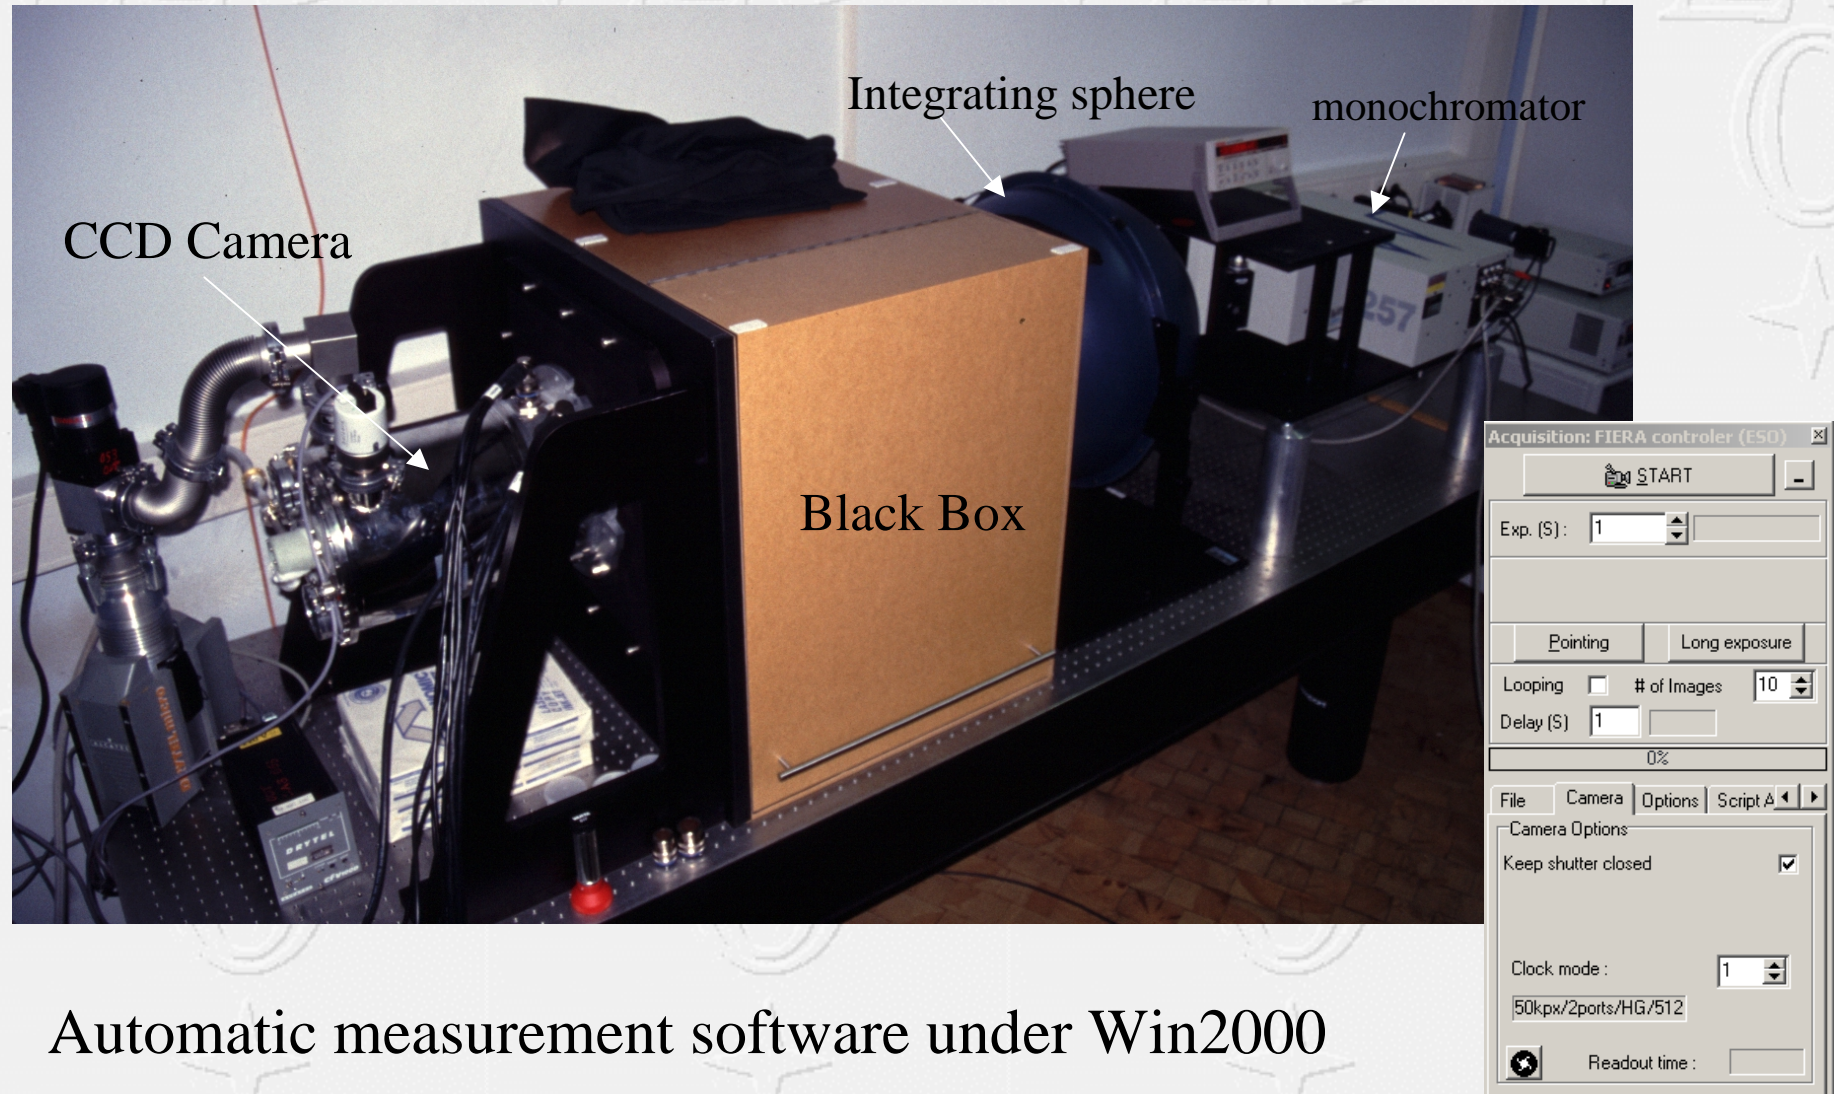 Integrating sphere
monochromator
CCD Camera
257
Black Box
DRYTEL
Acquisition: FIERA controler (ESO)
START
Exp. (S) : 1
Pointing Long exposure
Looping # of Images 10
Delay (S) 1
0%
File Camera Options Script A
Camera Options
Keep shutter closed
Clock mode : 1
50kpx/2ports/HG/512
Readout time :
Automatic measurement software under Win2000